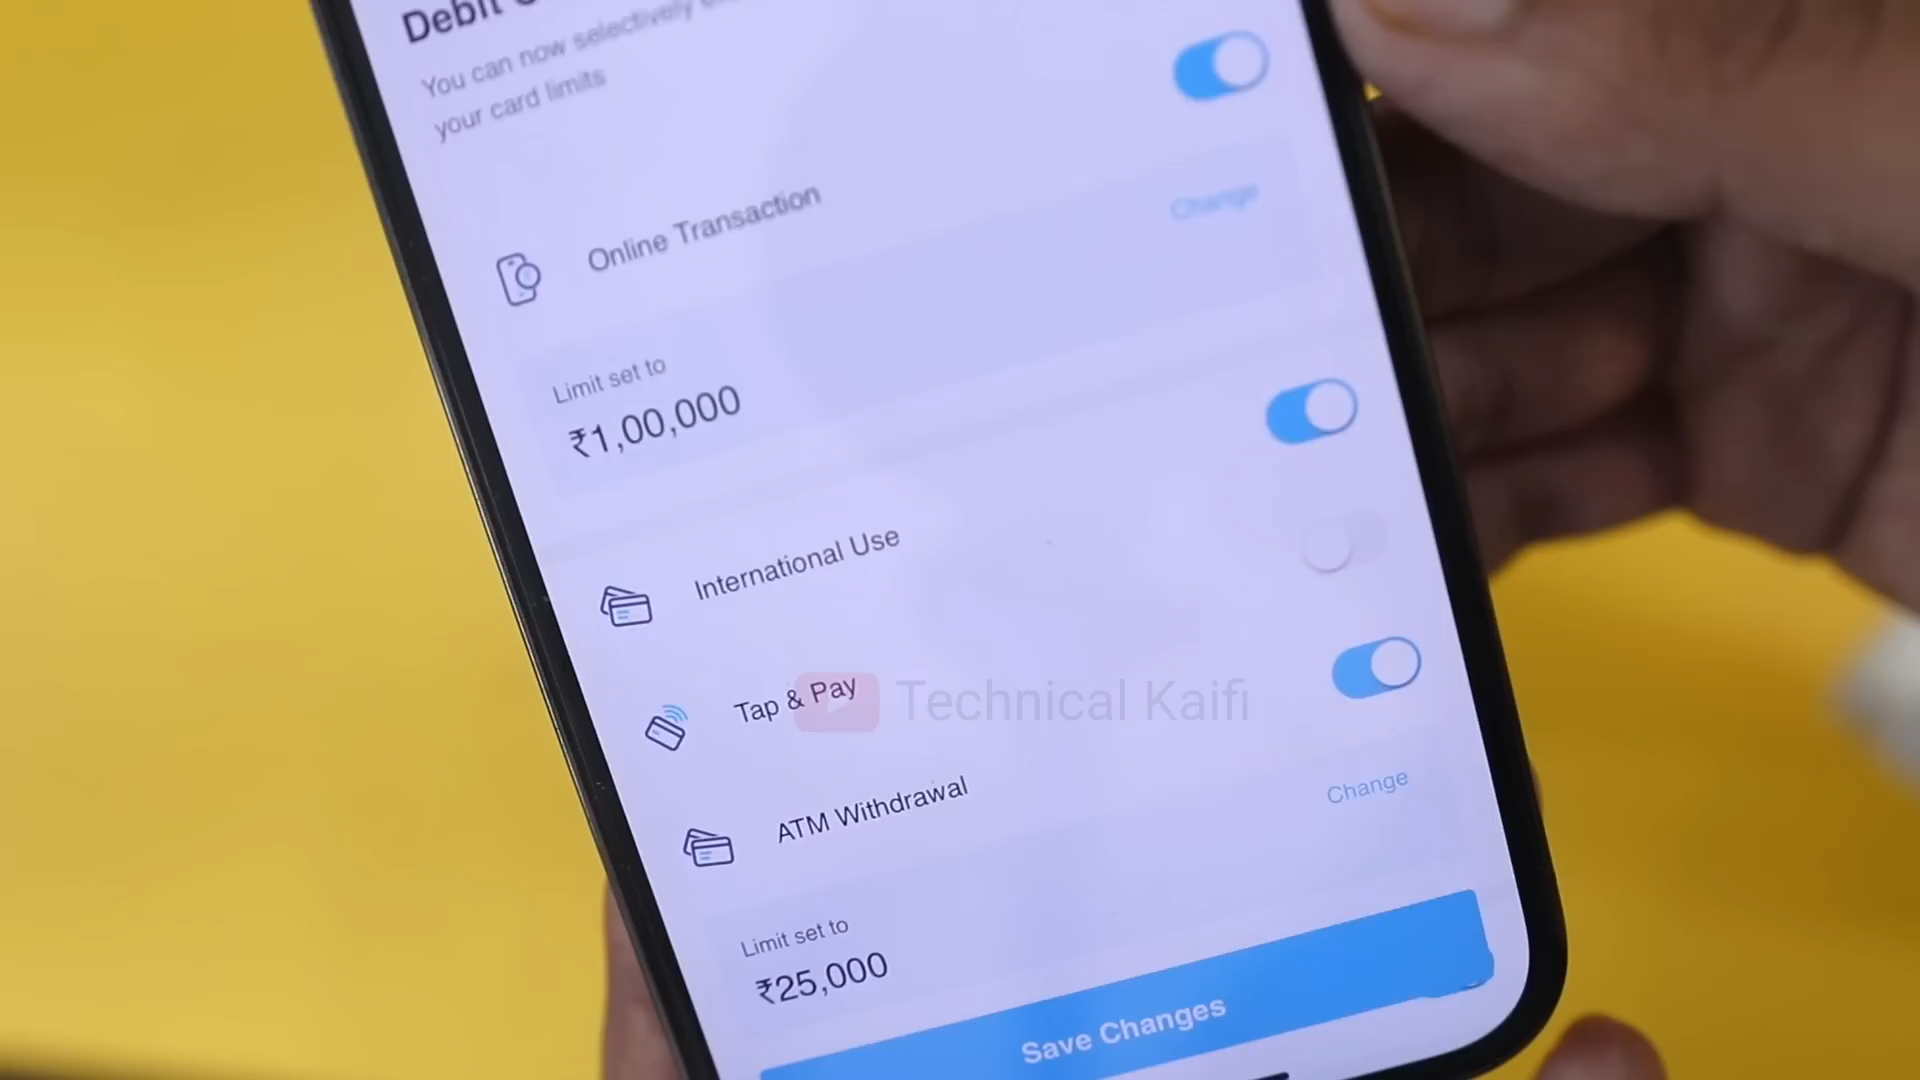 Debit
You can now selectively
your card limits
Online Transaction
Change
Limit set to
₹1,00,000
International Use
Tap & Pay
Technical Kaifi
ATM Withdrawal
Change
Limit set to
₹25,000
Save Changes